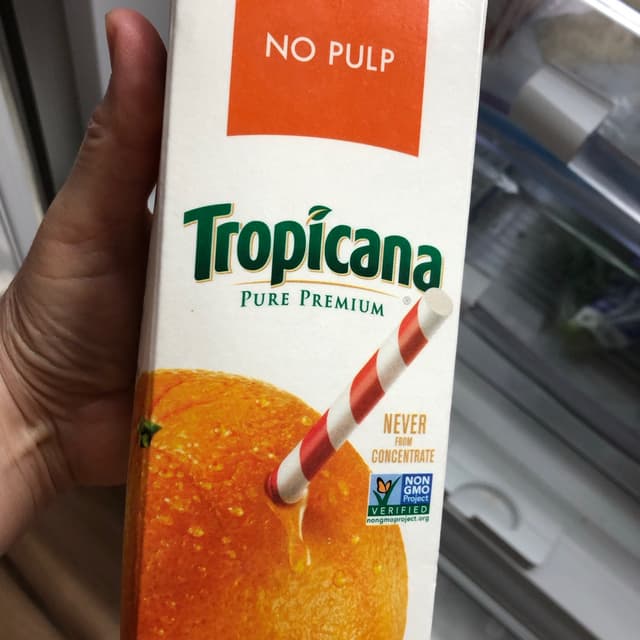 NO PULP
Tropicana
PURE PREMIUM ®
NEVER
FROM
CONCENTRATE
NON
GMO
Project
VERIFIED
nongmoproject.org